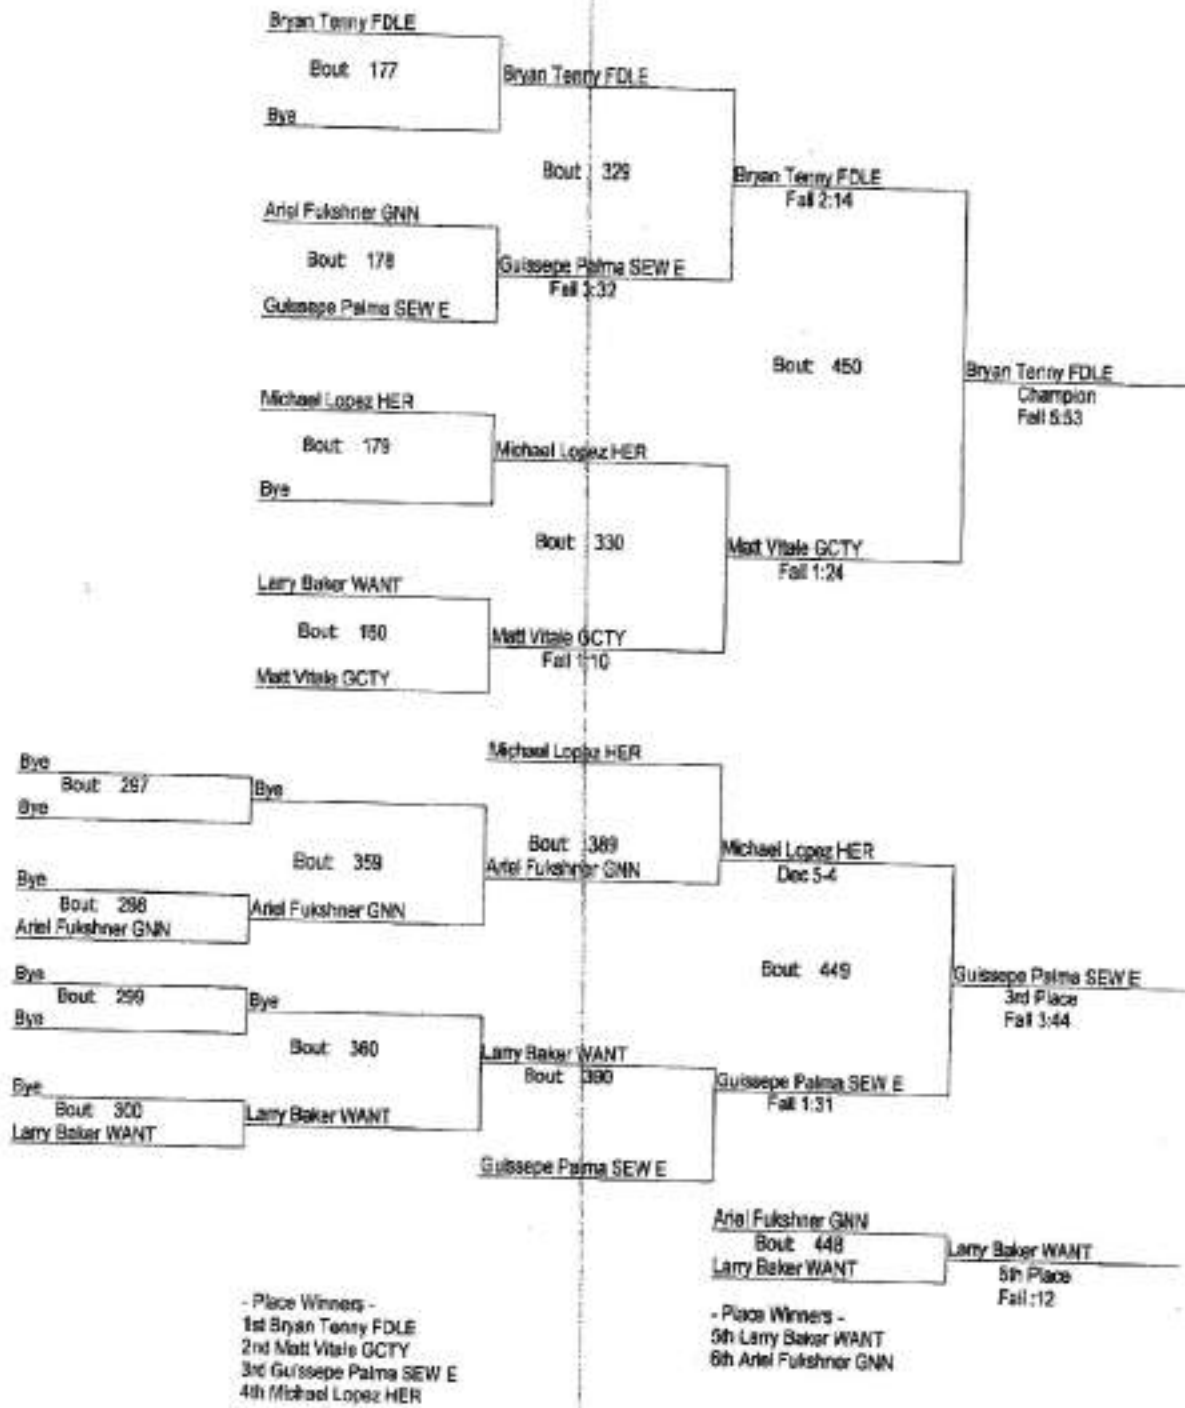 Bryan Tenny FDLE
Bout 177
Bryan Tenny FDLE
Bye
Bout 329
Bryan Tenny FDLE
Fall 2:14
Ariel Fukshner GNN
Bout 178
Guissepe Palma SEW E
Fall 3:32
Guissepe Palma SEW E
Bout 450
Bryan Tenny FDLE
Champion
Fall 5:53
Michael Lopez HER
Bout 179
Michael Lopez HER
Bye
Bout 330
Matt Vitale GCTY
Fall 1:24
Larry Baker WANT
Bout 180
Matt Vitale GCTY
Fall 1:10
Matt Vitale GCTY
Michael Lopez HER
Bye
Bout 297
Bye
Bye
Bout 359
Bout 389
Ariel Fukshner GNN
Michael Lopez HER
Dec 5-4
Bye
Bout 298
Ariel Fukshner GNN
Ariel Fukshner GNN
Bout 449
Guissepe Palma SEW E
3rd Place
Fall 3:44
Bye
Bout 299
Bye
Bye
Bout 360
Larry Baker WANT
Bout 390
Guissepe Palma SEW E
Fall 1:31
Bye
Bout 300
Larry Baker WANT
Larry Baker WANT
Guissepe Palma SEW E
Ariel Fukshner GNN
Bout 448
Larry Baker WANT
Larry Baker WANT
5th Place
Fall :12
- Place Winners -
1st Bryan Tenny FDLE
2nd Matt Vitale GCTY
3rd Guissepe Palma SEW E
4th Michael Lopez HER
- Place Winners -
5th Larry Baker WANT
6th Ariel Fukshner GNN